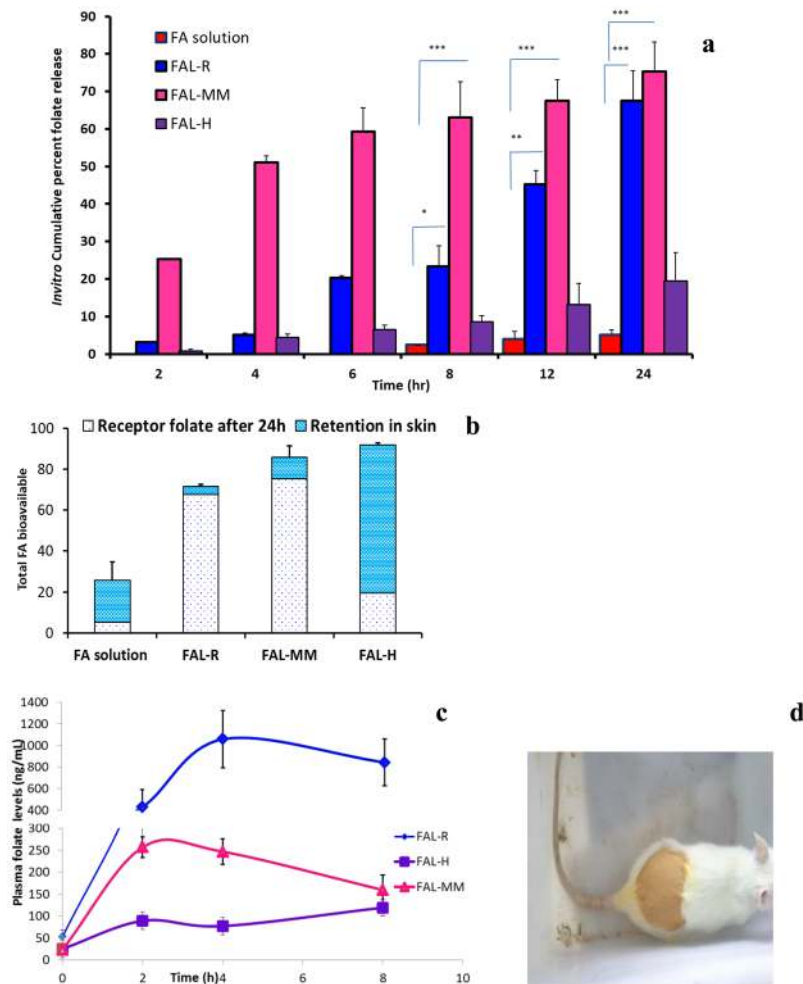 a
90
80
70
60
50
40
30
20
10
0
Invitro Cumulative percent folate release
FA solution
FAL-R
FAL-MM
FAL-H
***
***
***
***
**
*
2 4 6 8 12 24
Time (hr)
b
Receptor folate after 24h Retention in skin
100
80
60
40
20
0
Total FA bioavailable
FA solution FAL-R FAL-MM FAL-H
c
1400
1200
1000
800
600
400
300
250
200
150
100
50
0
Plasma folate levels (ng/mL)
FAL-R
FAL-H
FAL-MM
0 2 4 6 8 10
Time (h)
d